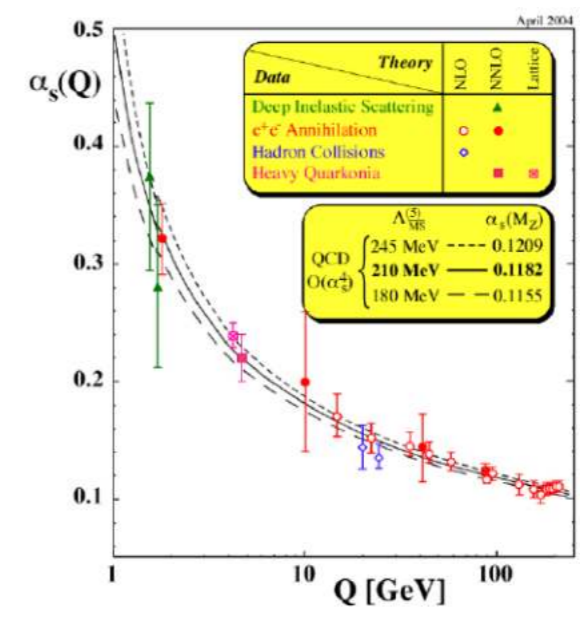 April 2004
0.5
αs(Q)
Data
Theory
NLO
NNLO
Lattice
Deep Inelastic Scattering
e+e- Annihilation
Hadron Collisions
Heavy Quarkonia
0.4
Λ(5)MS αs(MZ)
QCD
O(αs4)
245 MeV 0.1209
210 MeV 0.1182
180 MeV 0.1155
0.3
0.2
0.1
1 10 100
Q [GeV]